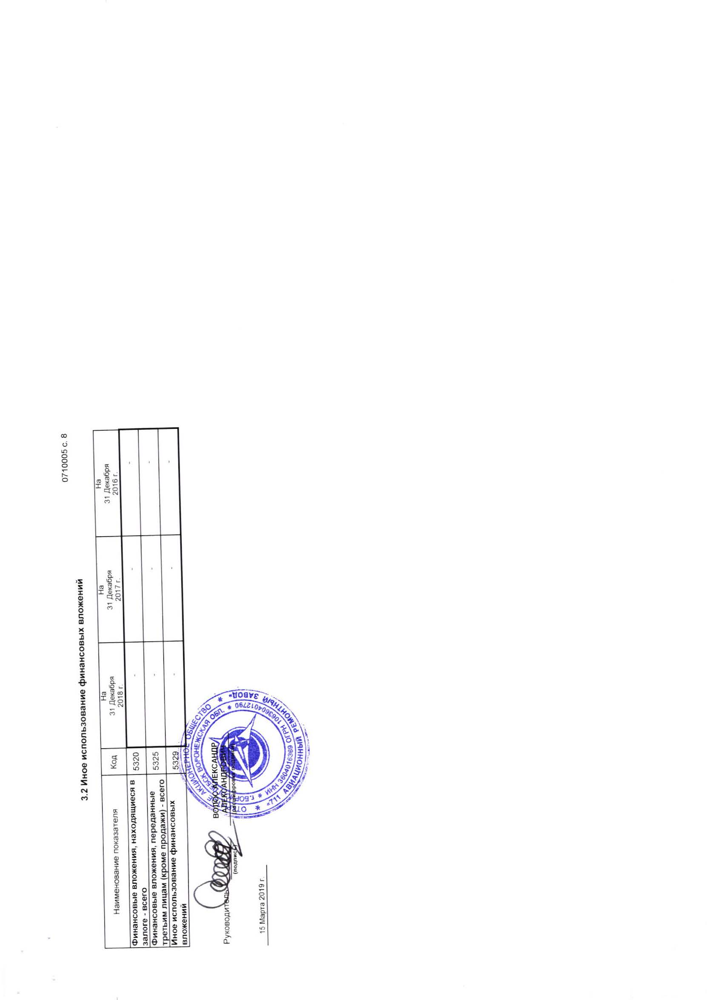 0710005 с. 8
3.2 Иное использование финансовых вложений
Наименование показателя
Код
На
31 Декабря
2018 г.
На
31 Декабря
2017 г.
На
31 Декабря
2016 г.
Финансовые вложения, находящиеся в
залоге - всего
5320
-
-
-
Финансовые вложения, переданные
третьим лицам (кроме продажи) - всего
5325
-
-
-
Иное использование финансовых
вложений
5329
-
-
-
Руководитель
(подпись)
ВОЛОС АЛЕКСАНДР
АЛЕКСАНДРОВИЧ
(расшифровка подписи)
15 Марта 2019 г.
ОТКРЫТОЕ АКЦИОНЕРНОЕ ОБЩЕСТВО
«711 АВИАЦИОННЫЙ РЕМОНТНЫЙ ЗАВОД»
г.БОРИСОГЛЕБСК ВОРОНЕЖСКАЯ ОБЛ.
ИНН 3604016369 ОГРН 1063604012790